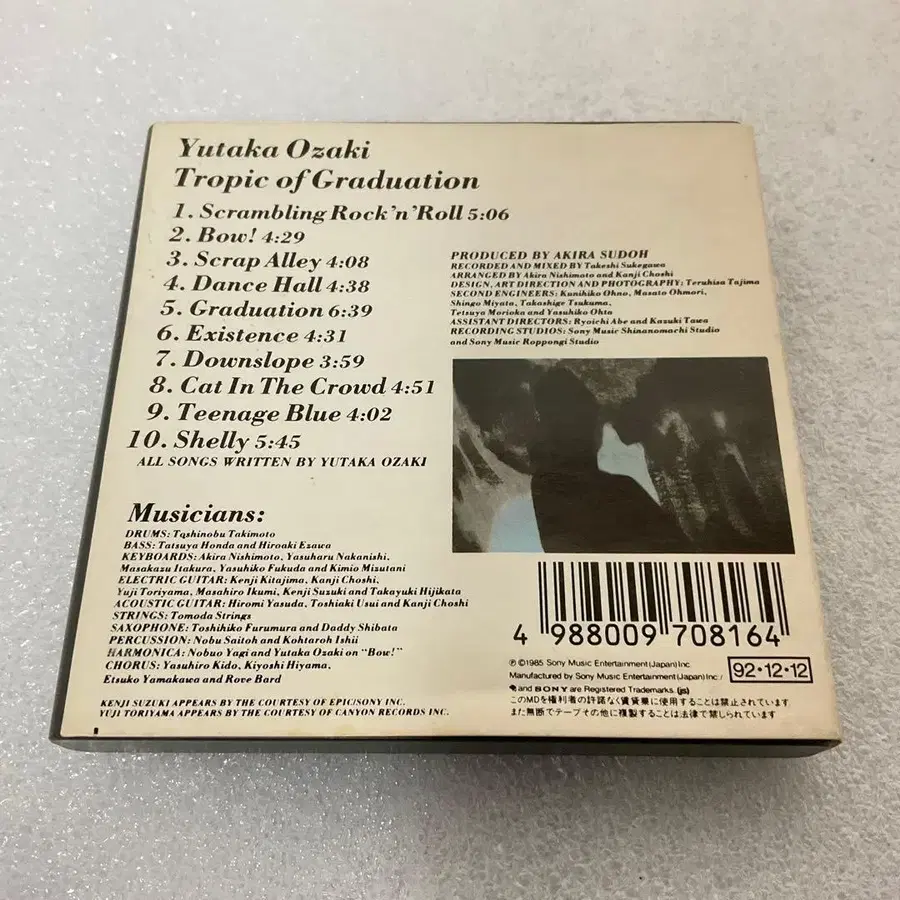 Yutaka Ozaki
Tropic of Graduation
1. Scrambling Rock'n'Roll 5:06
2. Bow! 4:29
3. Scrap Alley 4:08
4. Dance Hall 4:38
5. Graduation 6:39
6. Existence 4:31
7. Downslope 3:59
8. Cat In The Crowd 4:51
9. Teenage Blue 4:02
10. Shelly 5:45
ALL SONGS WRITTEN BY YUTAKA OZAKI
PRODUCED BY AKIRA SUDOH
RECORDED AND MIXED BY Takeshi Sukegawa
ARRANGED BY Akira Nishimoto and Kanji Choshi
DESIGN, ART DIRECTION AND PHOTOGRAPHY: Teruhisa Tajima
SECOND ENGINEERS: Kunihiko Ohno, Masato Ohmori,
Shingo Miyata, Takashige Tsukuma,
Tetsuya Morioka and Yasuhiko Ohta
ASSISTANT DIRECTORS: Ryoichi Abe and Kazuki Tawa
RECORDING STUDIOS: Sony Music Shinanomachi Studio
and Sony Music Roppongi Studio
Musicians:
DRUMS: Toshinobu Takimoto
BASS: Tatsuya Honda and Hiroaki Ezawa
KEYBOARDS: Akira Nishimoto, Yasuharu Nakanishi,
Masakazu Itakura, Yasuhiko Fukuda and Kimio Mizutani
ELECTRIC GUITAR: Kenji Kitajima, Kanji Choshi,
Yuji Toriyama, Masahiro Ikumi, Kenji Suzuki and Takayuki Hijikata
ACOUSTIC GUITAR: Hiromi Yasuda, Toshiaki Usui and Kanji Choshi
STRINGS: Tomoda Strings
SAXOPHONE: Toshihiko Furumura and Daddy Shibata
PERCUSSION: Nobu Saitoh and Kohtaroh Ishii
HARMONICA: Nobuo Yagi and Yutaka Ozaki on "Bow!"
CHORUS: Yasuhiro Kido, Kiyoshi Hiyama,
Etsuko Yamakawa and Rove Bard
KENJI SUZUKI APPEARS BY THE COURTESY OF EPIC/SONY INC.
YUJI TORIYAMA APPEARS BY THE COURTESY OF CANYON RECORDS INC.
4 988009 708164
℗©1985 Sony Music Entertainment (Japan) Inc.
Manufactured by Sony Music Entertainment (Japan) Inc./
92・12・12
and SONY are Registered Trademarks. (js)
このMDを権利者の許諾なく賃貸業に使用することは禁止されています
また無断でテープその他に複製することは法律で禁じられています